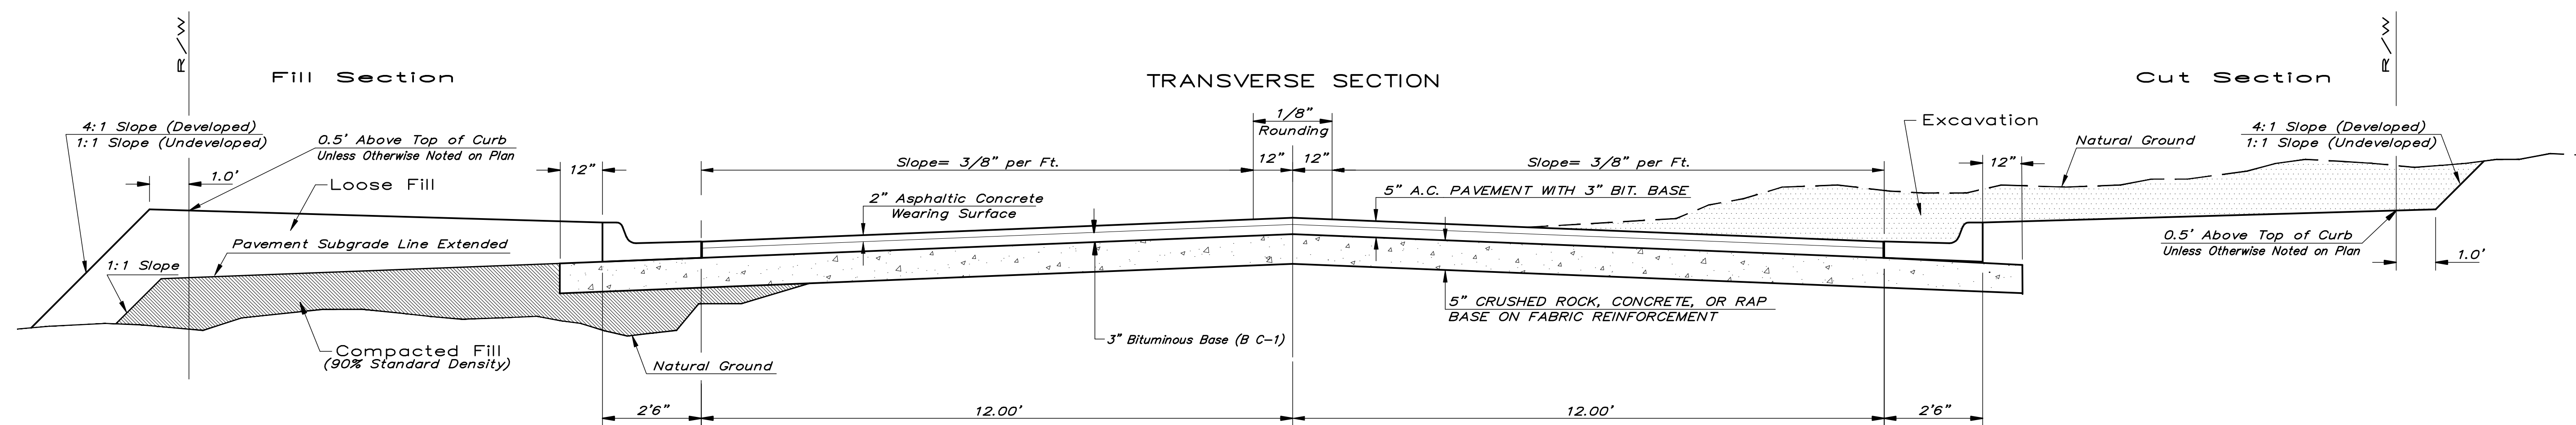 R/W
R/W
Fill Section
TRANSVERSE SECTION
Cut Section
1/8"
Rounding
4:1 Slope (Developed)
1:1 Slope (Undeveloped)
0.5' Above Top of Curb
Unless Otherwise Noted on Plan
Excavation
Natural Ground
4:1 Slope (Developed)
1:1 Slope (Undeveloped)
12"
Slope= 3/8" per Ft.
12"
12"
Slope= 3/8" per Ft.
12"
1.0'
Loose Fill
2" Asphaltic Concrete
Wearing Surface
5" A.C. PAVEMENT WITH 3" BIT. BASE
Pavement Subgrade Line Extended
0.5' Above Top of Curb
Unless Otherwise Noted on Plan
1.0'
1:1 Slope
5" CRUSHED ROCK, CONCRETE, OR RAP
BASE ON FABRIC REINFORCEMENT
3" Bituminous Base (B C-1)
Compacted Fill
(90% Standard Density)
Natural Ground
2'6"
12.00'
12.00'
2'6"